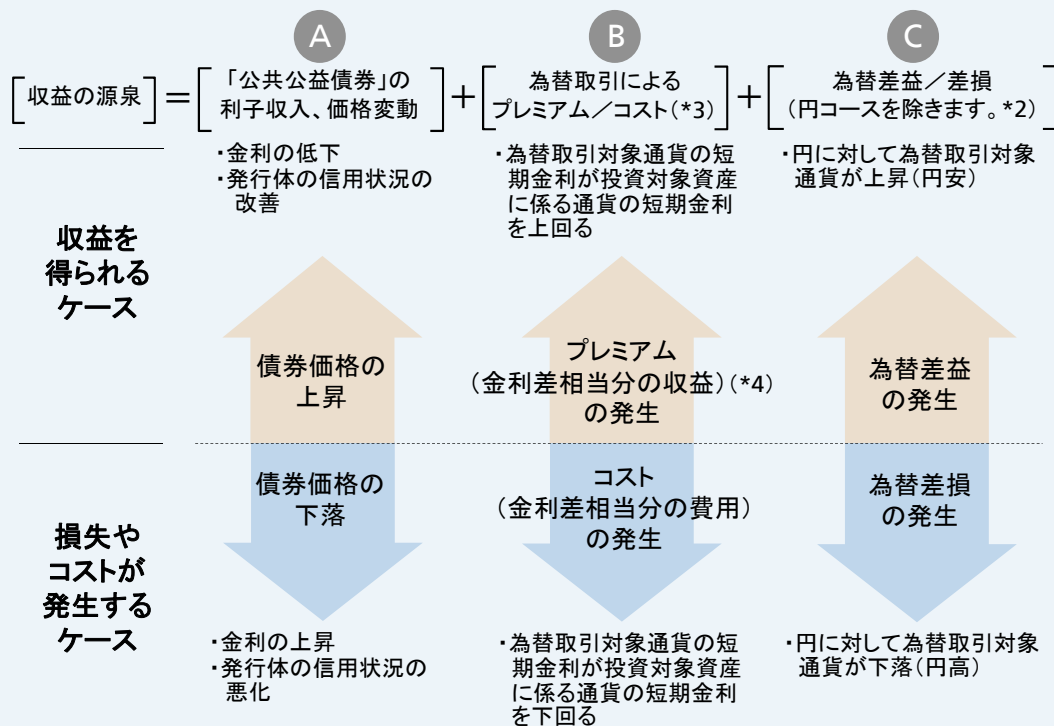 A
B
C
[収益の源泉]=[「公共公益債券」の
利子収入、価格変動]+[為替取引による
プレミアム/コスト(*3)]+[為替差益/差損
(円コースを除きます。*2)]
収益を
得られる
ケース
・金利の低下
・発行体の信用状況の
改善
・為替取引対象通貨の短
期金利が投資対象資産
に係る通貨の短期金利
を上回る
・円に対して為替取引対象
通貨が上昇(円安)
債券価格の
上昇
プレミアム
(金利差相当分の収益)(*4)
の発生
為替差益
の発生
損失や
コストが
発生する
ケース
債券価格の
下落
コスト
(金利差相当分の費用)
の発生
為替差損
の発生
・金利の上昇
・発行体の信用状況の
悪化
・為替取引対象通貨の短
期金利が投資対象資産
に係る通貨の短期金利
を下回る
・円に対して為替取引対象
通貨が下落(円高)